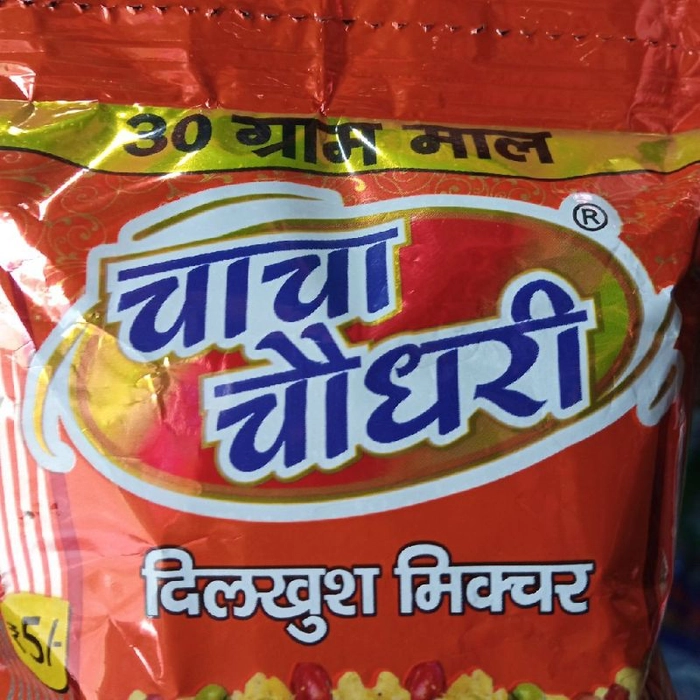 30 ग्राम माल
®
चाचा
चौधरी
दिलखुश मिक्चर
₹5/-